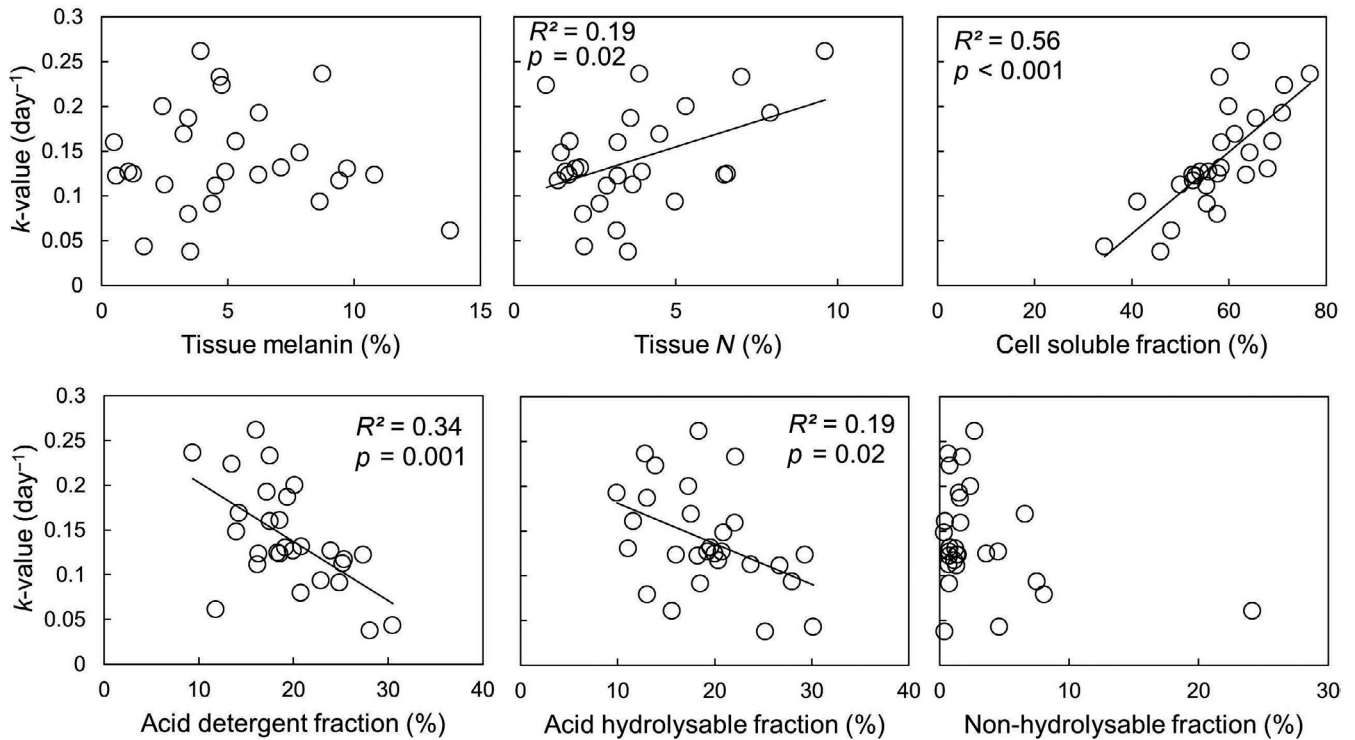 0.3
0.25
0.2
0.15
0.1
0.05
0
k-value (day⁻¹)
0 5 10 15
Tissue melanin (%)
R² = 0.19
p = 0.02
0 5 10
Tissue N (%)
R² = 0.56
p < 0.001
0 20 40 60 80
Cell soluble fraction (%)
0.3
0.25
0.2
0.15
0.1
0.05
0
k-value (day⁻¹)
R² = 0.34
p = 0.001
0 10 20 30 40
Acid detergent fraction (%)
R² = 0.19
p = 0.02
0 10 20 30 40
Acid hydrolysable fraction (%)
0 10 20 30
Non-hydrolysable fraction (%)